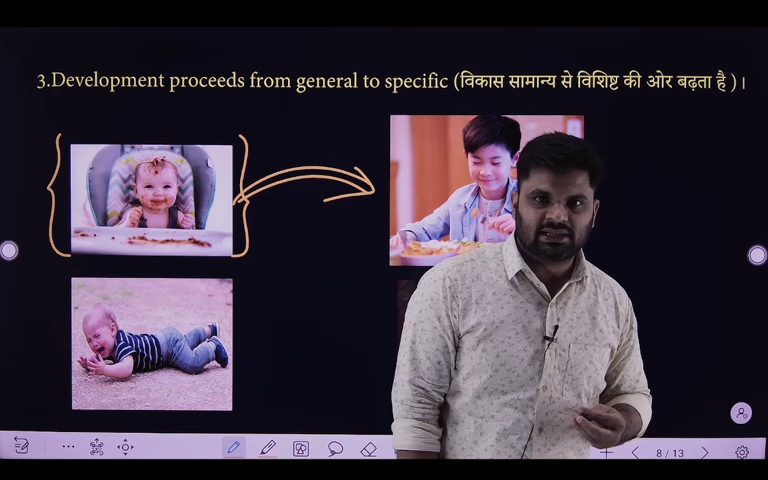 3.Development proceeds from general to specific (विकास सामान्य से विशिष्ट की ओर बढ़ता है ) ।
8 / 13